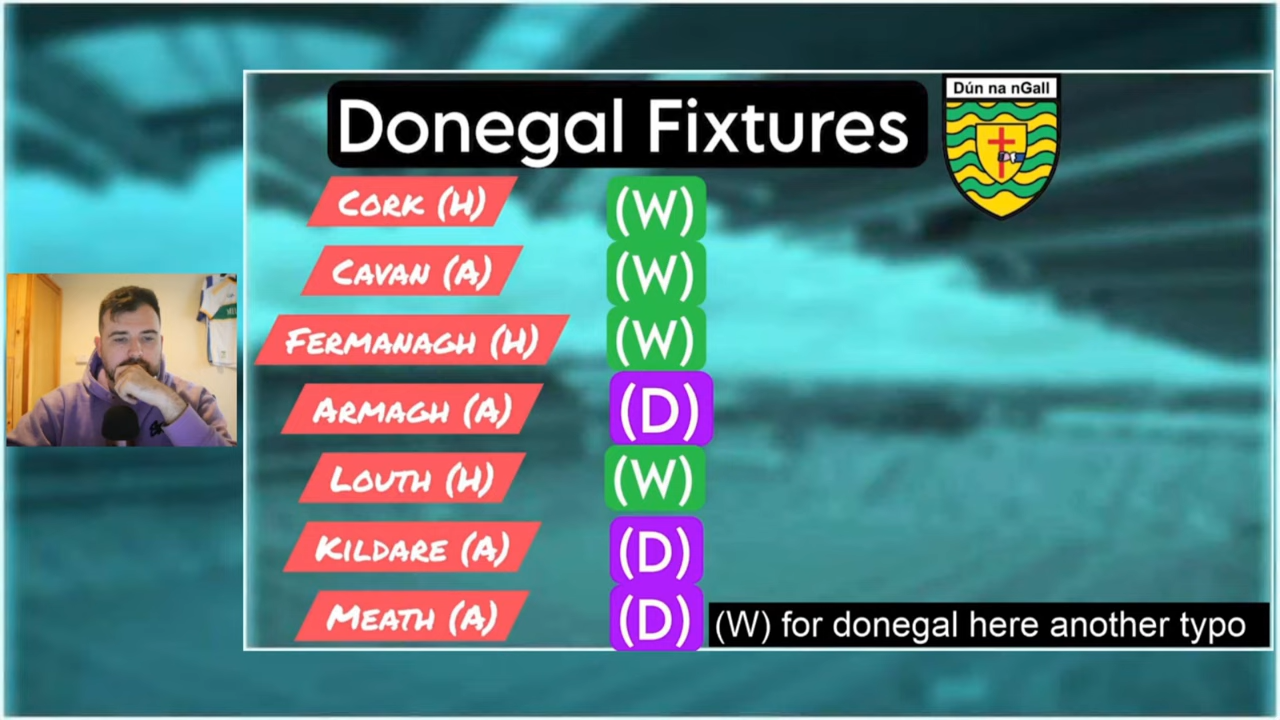 Donegal Fixtures
Dún na nGall
Cork (H) (W)
Cavan (A) (W)
Fermanagh (H) (W)
Armagh (A) (D)
Louth (H) (W)
Kildare (A) (D)
Meath (A) (D)
(W) for donegal here another typo